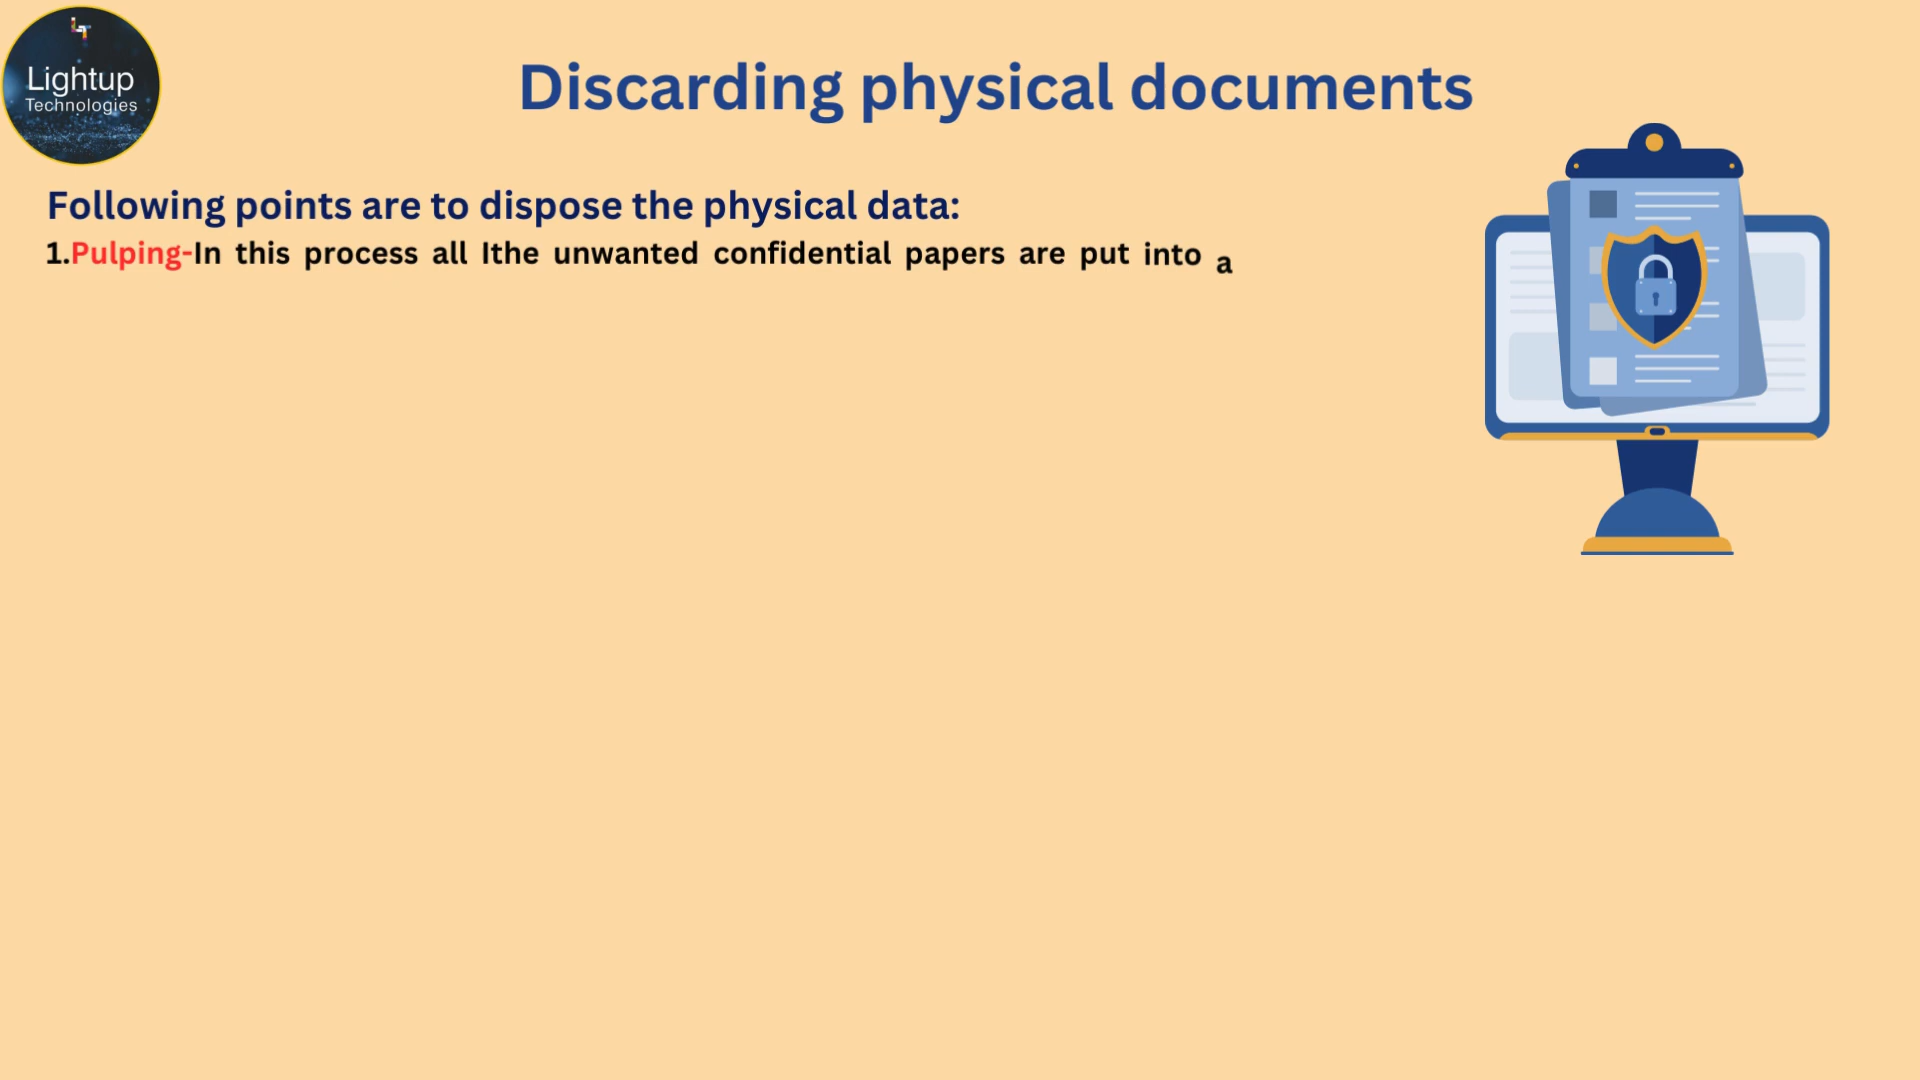 Lightup
Technologies
Discarding physical documents
Following points are to dispose the physical data:
1.Pulping-In this process all Ithe unwanted confidential papers are put into a